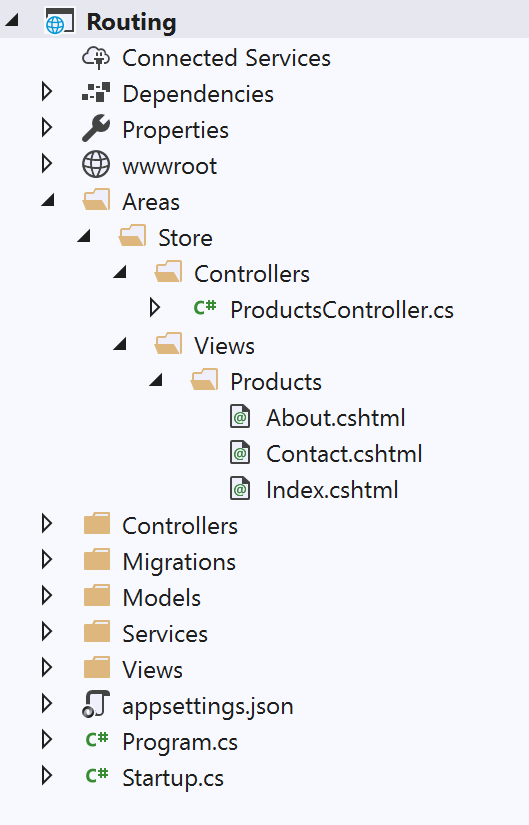 Routing
Connected Services
Dependencies
Properties
wwwroot
Areas
Store
Controllers
C# ProductsController.cs
Views
Products
@ About.cshtml
@ Contact.cshtml
@ Index.cshtml
Controllers
Migrations
Models
Services
Views
appsettings.json
C# Program.cs
C# Startup.cs